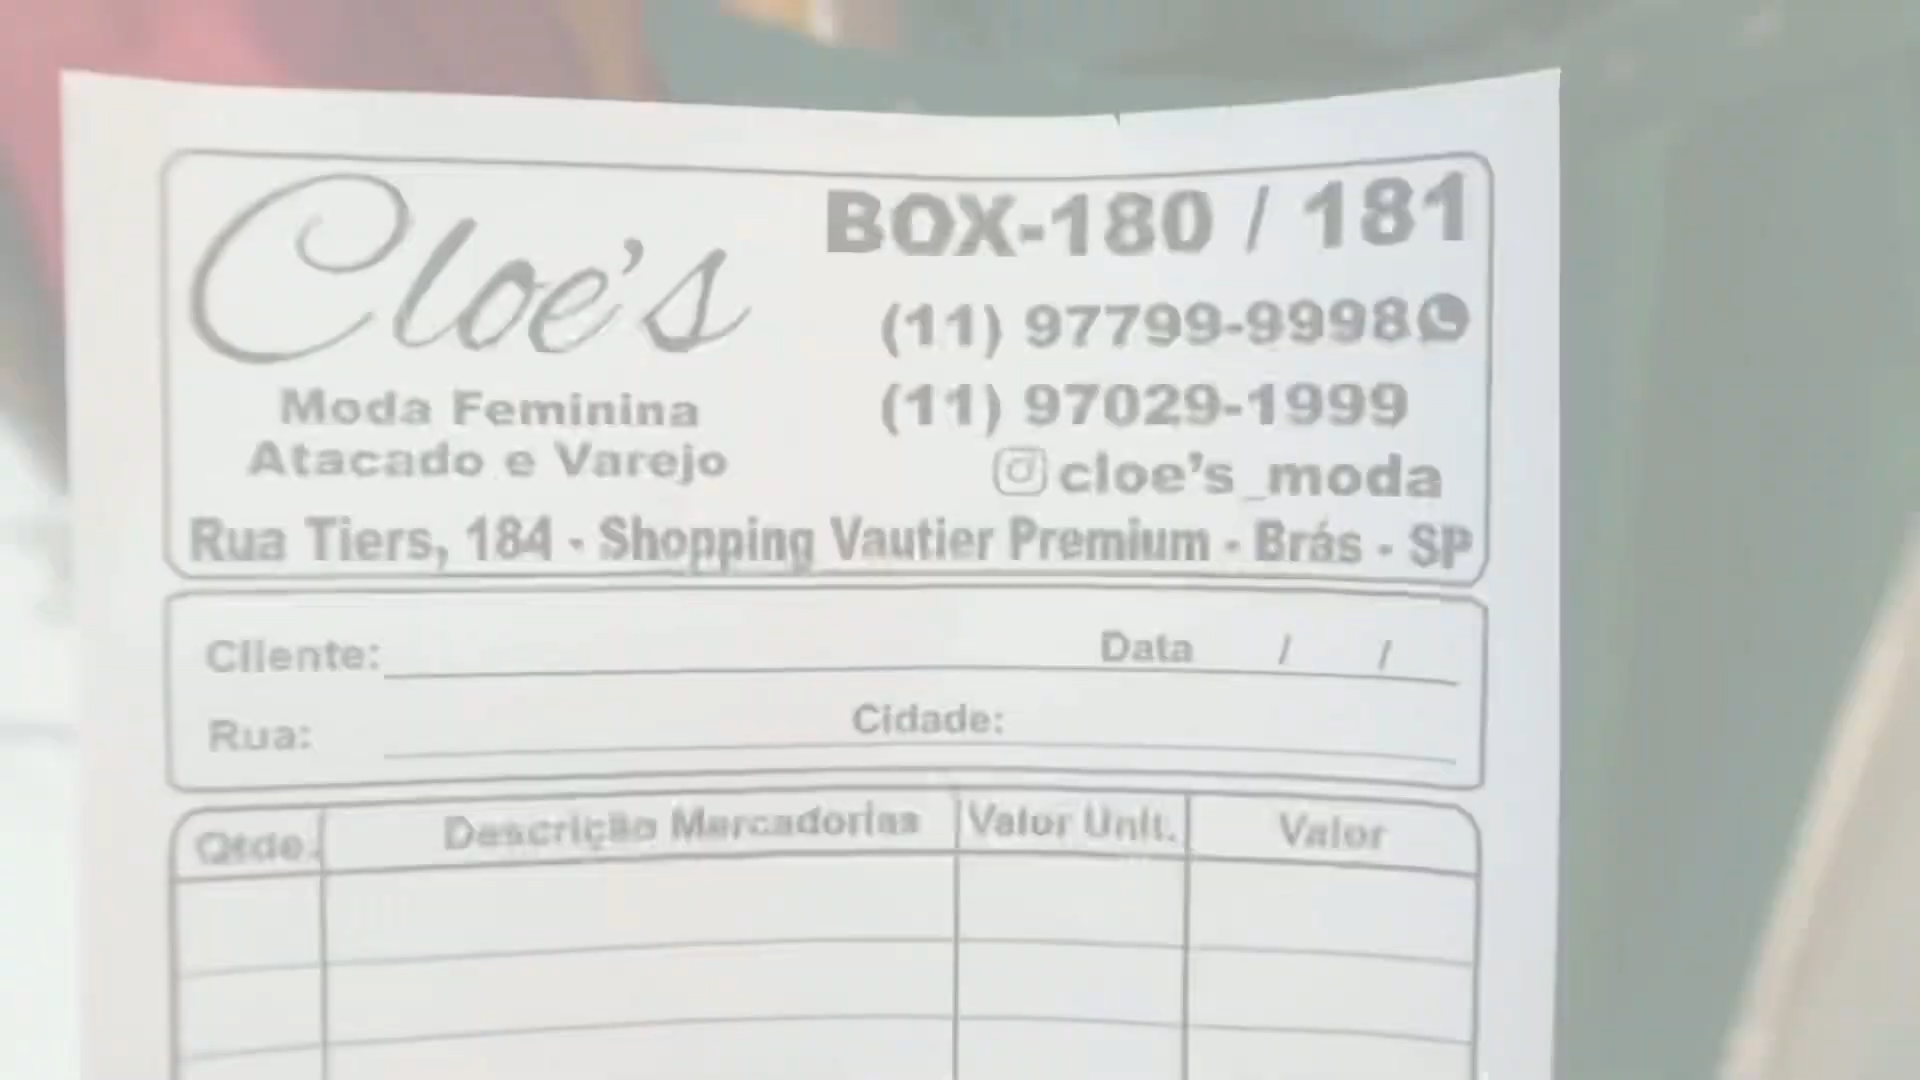 Cloe's
BOX-180 / 181
(11) 97799-9998
(11) 97029-1999
Moda Feminina
Atacado e Varejo
cloe's_moda
Rua Tiers, 184 - Shopping Vautier Premium - Brás - SP
Cliente: Data / /
Rua: Cidade:
Qtde. Descrição Mercadorias Valor Unit. Valor